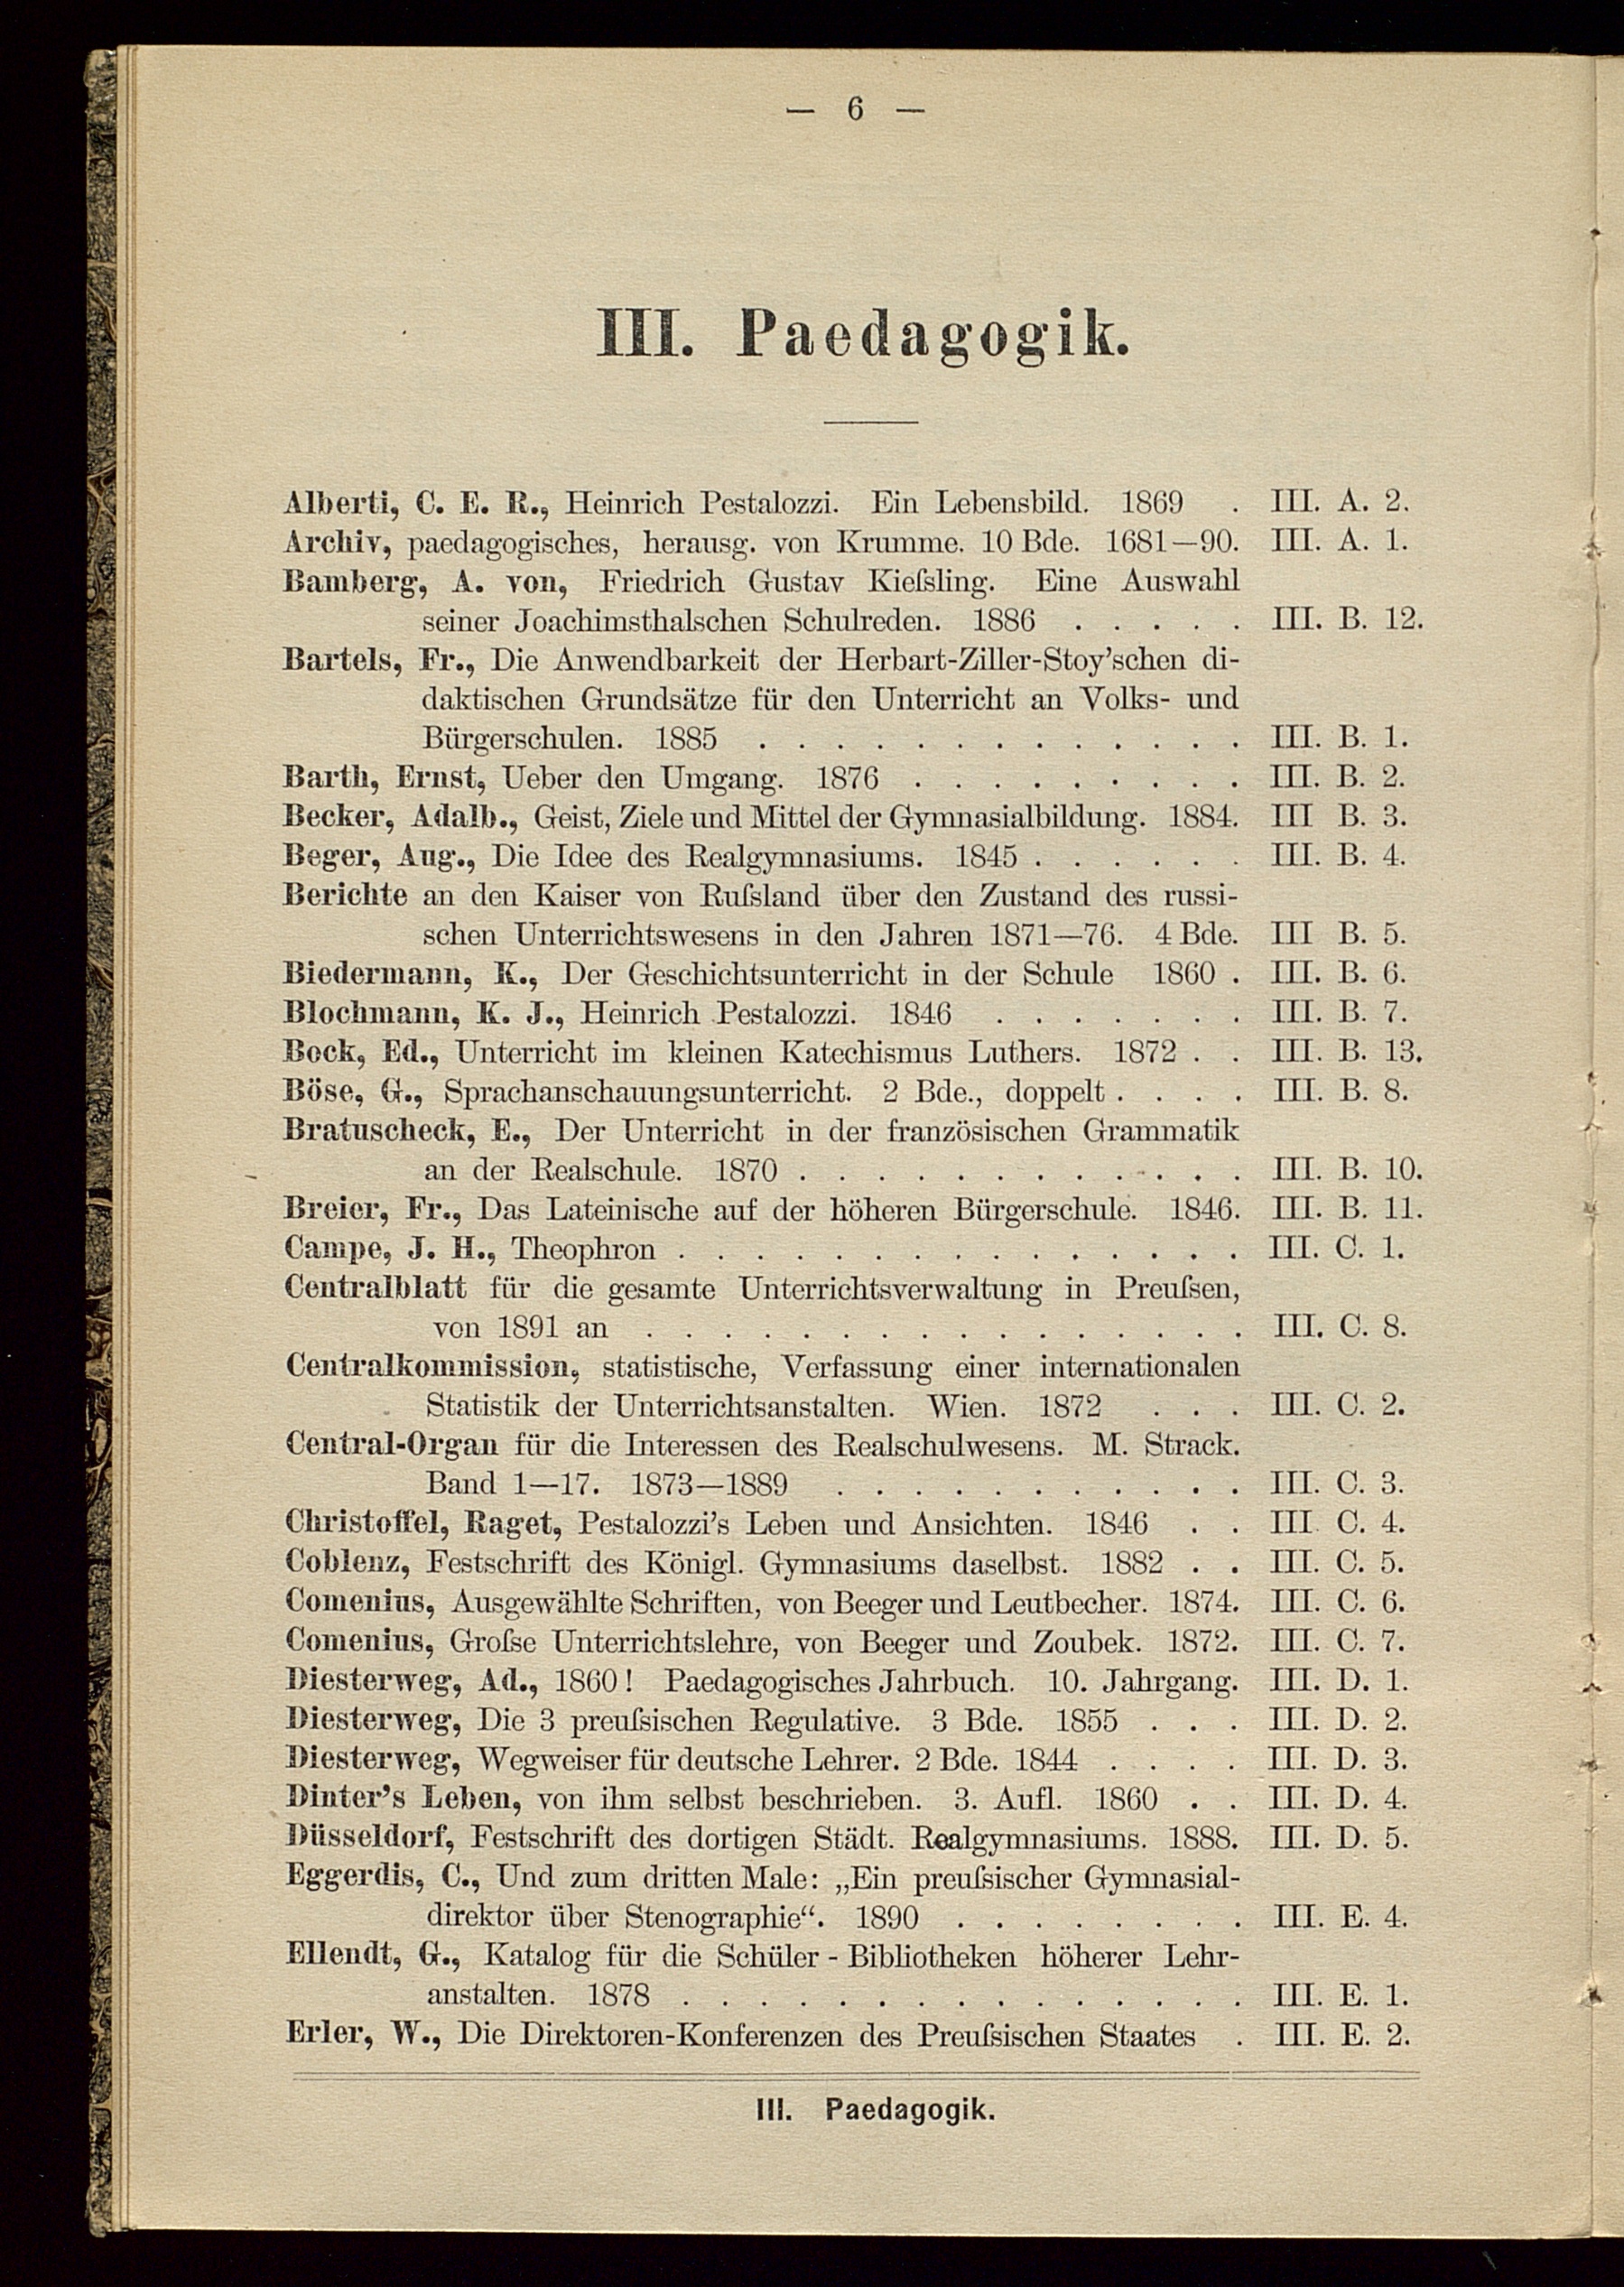 — 6 —
III. Paedagogik.
Alberti, C. E. R., Heinrich Pestalozzi. Ein Lebensbild. 1869 . III. A. 2.
Archiv, paedagogisches, herausg. von Krumme. 10 Bde. 1681—90. III. A. 1.
Bamberg, A. von, Friedrich Gustav Kieſsling. Eine Auswahl
seiner Joachimsthalschen Schulreden. 1886 . . . . . III. B. 12.
Bartels, Fr., Die Anwendbarkeit der Herbart-Ziller-Stoy'schen di-
daktischen Grundsätze für den Unterricht an Volks- und
Bürgerschulen. 1885 . . . . . . . . . . . . . III. B. 1.
Barth, Ernst, Ueber den Umgang. 1876 . . . . . . . . . III. B. 2.
Becker, Adalb., Geist, Ziele und Mittel der Gymnasialbildung. 1884. III B. 3.
Beger, Aug., Die Idee des Realgymnasiums. 1845 . . . . . . III. B. 4.
Berichte an den Kaiser von Ruſsland über den Zustand des russi-
schen Unterrichtswesens in den Jahren 1871—76. 4 Bde. III B. 5.
Biedermann, K., Der Geschichtsunterricht in der Schule 1860 . III. B. 6.
Blochmann, K. J., Heinrich Pestalozzi. 1846 . . . . . . . III. B. 7.
Bock, Ed., Unterricht im kleinen Katechismus Luthers. 1872 . . III. B. 13.
Böse, G., Sprachanschauungsunterricht. 2 Bde., doppelt . . . . III. B. 8.
Bratuscheck, E., Der Unterricht in der französischen Grammatik
an der Realschule. 1870 . . . . . . . . . . . . III. B. 10.
Breier, Fr., Das Lateinische auf der höheren Bürgerschule. 1846. III. B. 11.
Campe, J. H., Theophron . . . . . . . . . . . . . . . III. C. 1.
Centralblatt für die gesamte Unterrichtsverwaltung in Preuſsen,
von 1891 an . . . . . . . . . . . . . . . . III. C. 8.
Centralkommission, statistische, Verfassung einer internationalen
Statistik der Unterrichtsanstalten. Wien. 1872 . . . III. C. 2.
Central-Organ für die Interessen des Realschulwesens. M. Strack.
Band 1—17. 1873—1889 . . . . . . . . . . . III. C. 3.
Christoffel, Raget, Pestalozzi's Leben und Ansichten. 1846 . . III. C. 4.
Coblenz, Festschrift des Königl. Gymnasiums daselbst. 1882 . . III. C. 5.
Comenius, Ausgewählte Schriften, von Beeger und Leutbecher. 1874. III. C. 6.
Comenius, Groſse Unterrichtslehre, von Beeger und Zoubek. 1872. III. C. 7.
Diesterweg, Ad., 1860! Paedagogisches Jahrbuch. 10. Jahrgang. III. D. 1.
Diesterweg, Die 3 preuſsischen Regulative. 3 Bde. 1855 . . . III. D. 2.
Diesterweg, Wegweiser für deutsche Lehrer. 2 Bde. 1844 . . . . III. D. 3.
Dinter's Leben, von ihm selbst beschrieben. 3. Aufl. 1860 . . III. D. 4.
Düsseldorf, Festschrift des dortigen Städt. Realgymnasiums. 1888. III. D. 5.
Eggerdis, C., Und zum dritten Male: „Ein preuſsischer Gymnasial-
direktor über Stenographie“. 1890 . . . . . . . . III. E. 4.
Ellendt, G., Katalog für die Schüler - Bibliotheken höherer Lehr-
anstalten. 1878 . . . . . . . . . . . . . . . III. E. 1.
Erler, W., Die Direktoren-Konferenzen des Preuſsischen Staates . III. E. 2.
III. Paedagogik.